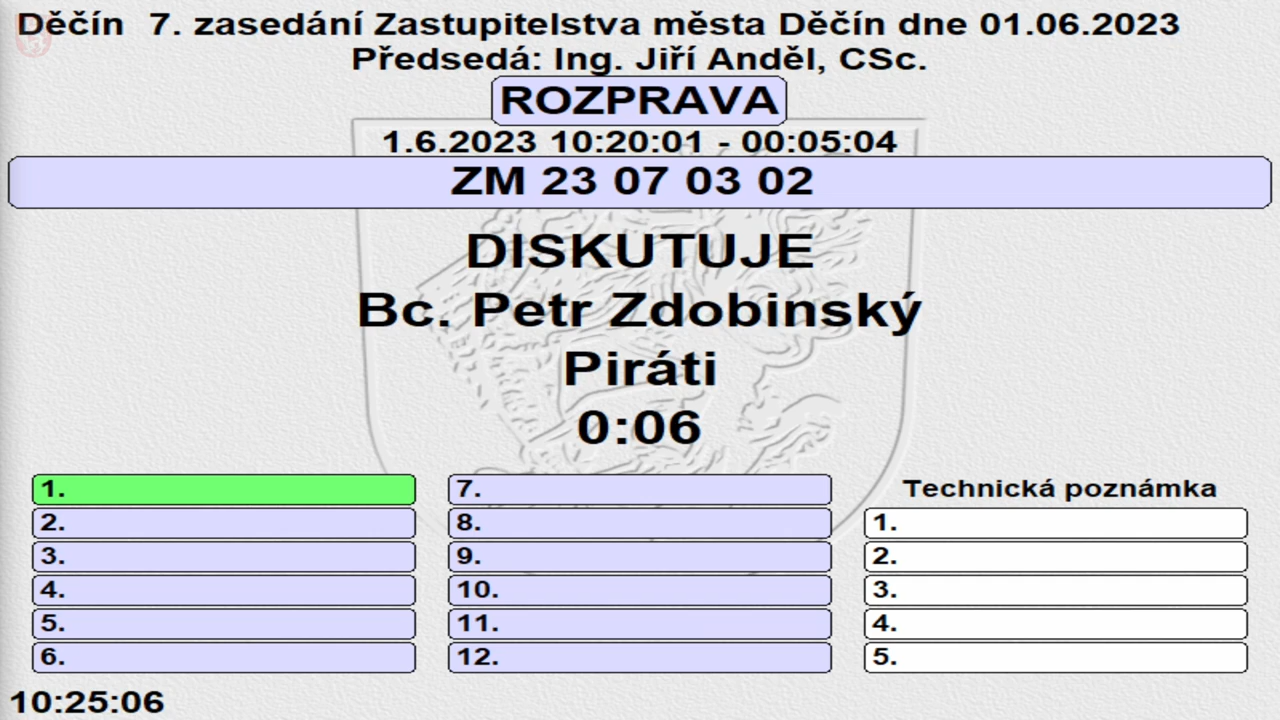 Děčín 7. zasedání Zastupitelstva města Děčín dne 01.06.2023
Předsedá: Ing. Jiří Anděl, CSc.
ROZPRAVA
1.6.2023 10:20:01 - 00:05:04
ZM 23 07 03 02
DISKUTUJE
Bc. Petr Zdobinský
Piráti
0:06
1.
2.
3.
4.
5.
6.
7.
8.
9.
10.
11.
12.
Technická poznámka
1.
2.
3.
4.
5.
10:25:06